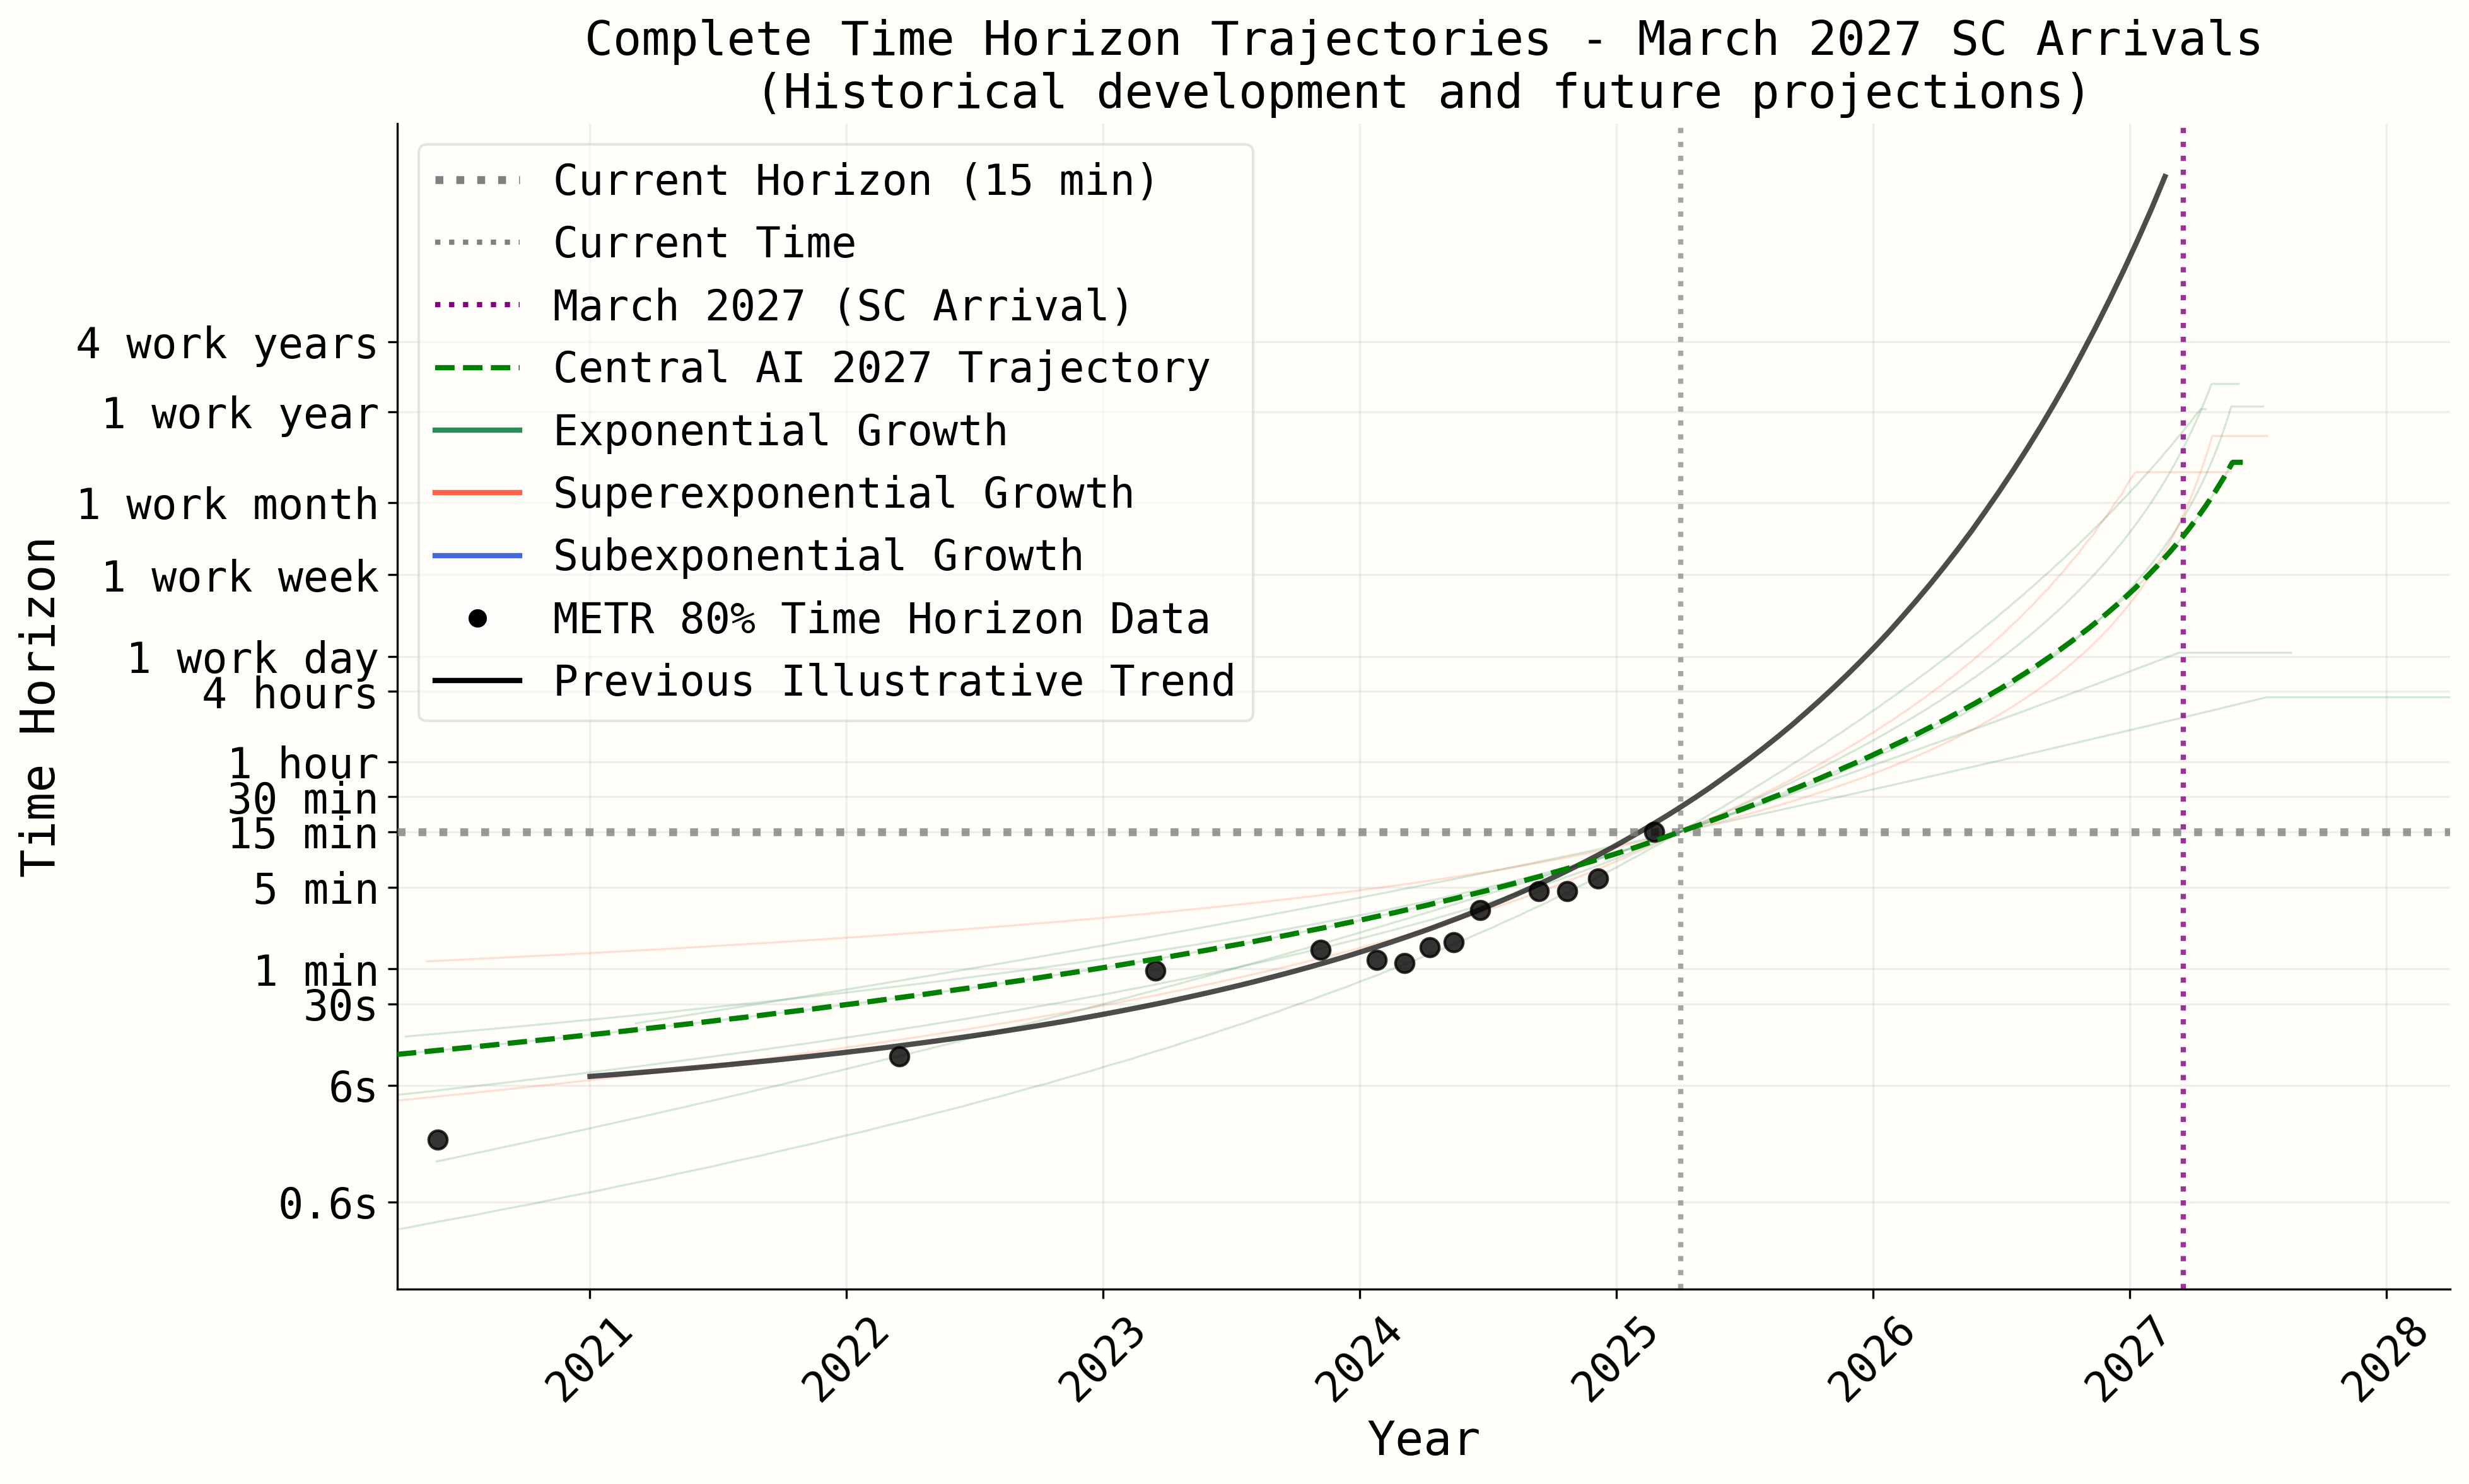 Complete Time Horizon Trajectories - March 2027 SC Arrivals
(Historical development and future projections)
Current Horizon (15 min)
Current Time
March 2027 (SC Arrival)
Central AI 2027 Trajectory
Exponential Growth
Superexponential Growth
Subexponential Growth
METR 80% Time Horizon Data
Previous Illustrative Trend
Time Horizon
4 work years
1 work year
1 work month
1 work week
1 work day
4 hours
1 hour
30 min
15 min
5 min
1 min
30s
6s
0.6s
2021
2022
2023
2024
2025
2026
2027
2028
Year